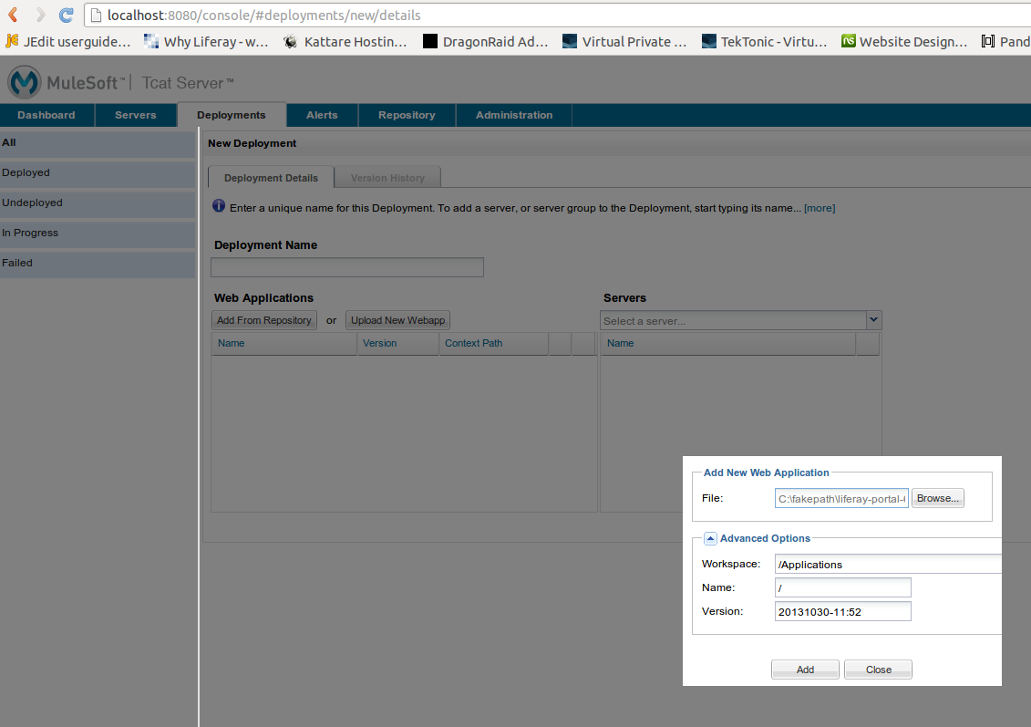 localhost:8080/console/#deployments/new/details
JEdit userguide... Why Liferay - w... Kattare Hostin... DragonRaid Ad... Virtual Private ... TekTonic - Virtu... Website Design... Pand
MuleSoft™ Tcat Server™
Dashboard Servers Deployments Alerts Repository Administration
All
Deployed
Undeployed
In Progress
Failed
New Deployment
Deployment Details Version History
Enter a unique name for this Deployment. To add a server, or server group to the Deployment, start typing its name... [more]
Deployment Name
Web Applications
Add From Repository or Upload New Webapp
Name Version Context Path
Servers
Select a server...
Name
Add New Web Application
File: C:\fakepath\liferay-portal- Browse...
Advanced Options
Workspace: /Applications
Name: /
Version: 20131030-11:52
Add Close